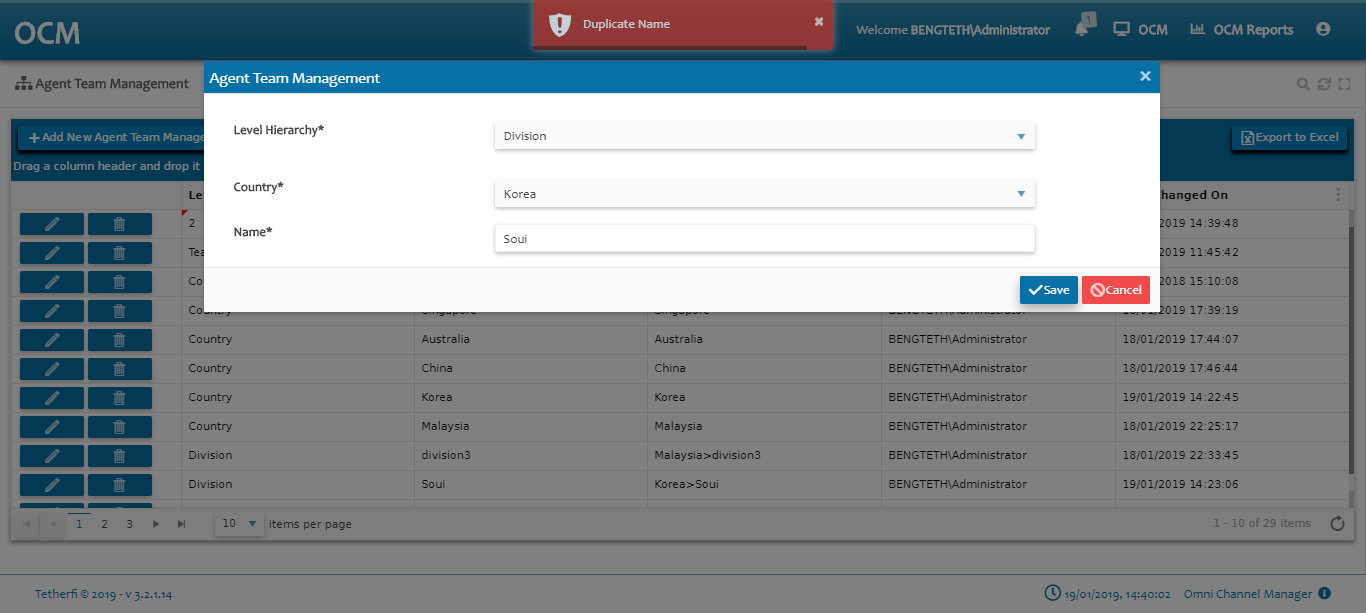 OCM
Duplicate Name
Welcome BENGTETH\Administrator
1
OCM
OCM Reports
Agent Team Management
Agent Team Management
Level Hierarchy*
Division
Country*
Korea
Name*
Soui
Save
Cancel
Add New Agent Team Manage
Export to Excel
Drag a column header and drop it
Le
hanged On
2
/2019 14:39:48
Tea
/2019 11:45:42
Co
/2018 15:10:08
Country Singapore Singapore BENGTETH\Administrator 18/01/2019 17:39:19
Country Australia Australia BENGTETH\Administrator 18/01/2019 17:44:07
Country China China BENGTETH\Administrator 18/01/2019 17:46:44
Country Korea Korea BENGTETH\Administrator 19/01/2019 14:22:45
Country Malaysia Malaysia BENGTETH\Administrator 18/01/2019 22:25:17
Division division3 Malaysia>division3 BENGTETH\Administrator 18/01/2019 22:33:45
Division Soui Korea>Soui BENGTETH\Administrator 19/01/2019 14:23:06
1 2 3 10 items per page
1 - 10 of 29 items
Tetherfi © 2019 - v 3.2.1.14
19/01/2019, 14:40:02 Omni Channel Manager